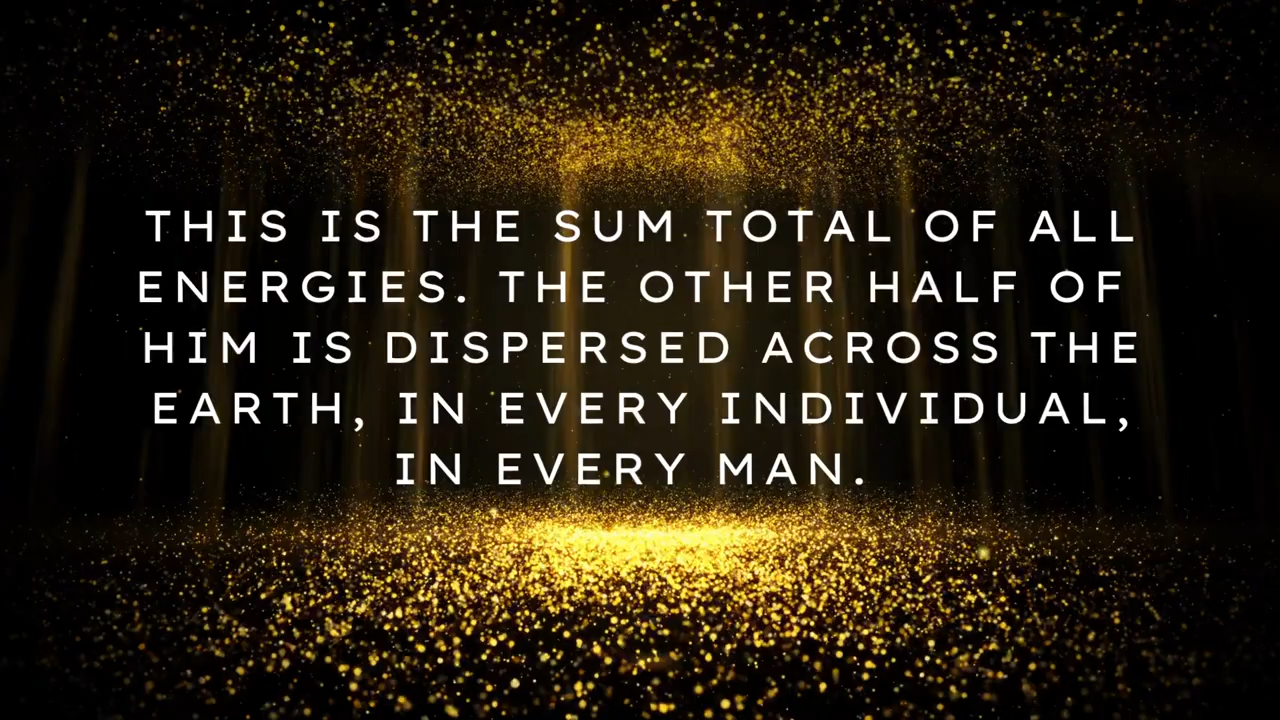 THIS IS THE SUM TOTAL OF ALL
ENERGIES. THE OTHER HALF OF
HIM IS DISPERSED ACROSS THE
EARTH, IN EVERY INDIVIDUAL,
IN EVERY MAN.